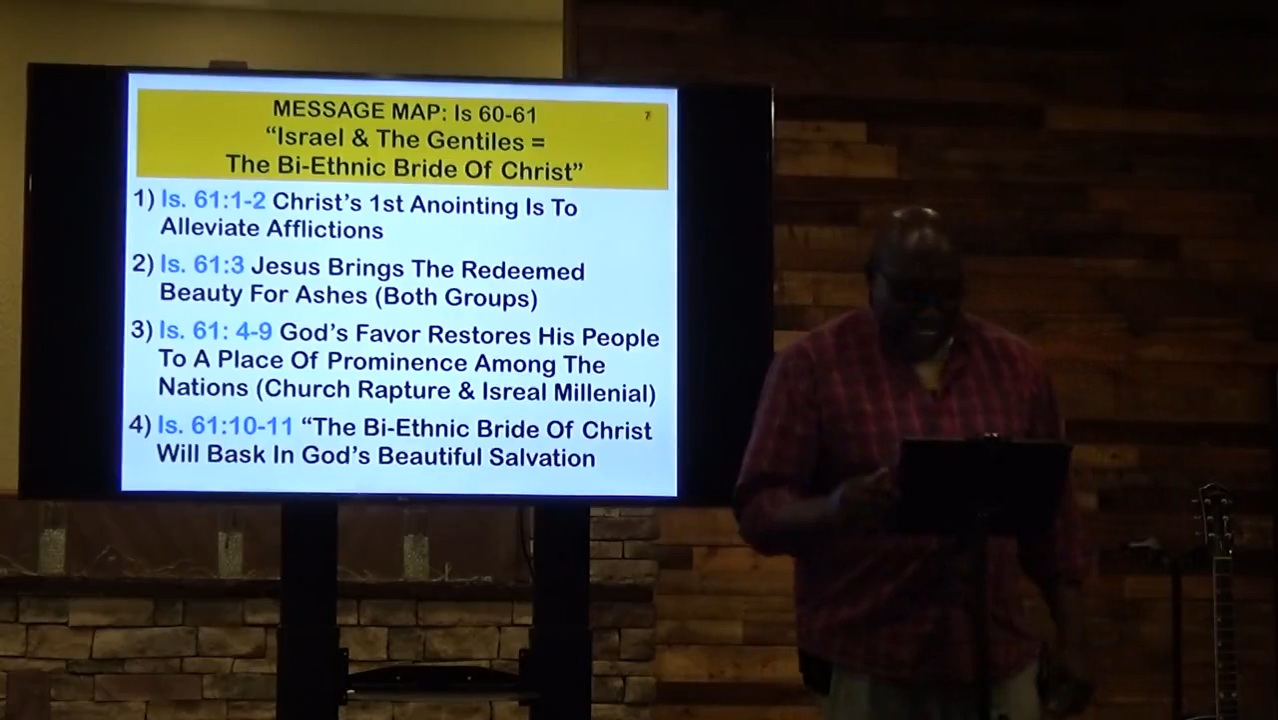 MESSAGE MAP: Is 60-61
7
“Israel & The Gentiles =
The Bi-Ethnic Bride Of Christ”
1) Is. 61:1-2 Christ’s 1st Anointing Is To
Alleviate Afflictions
2) Is. 61:3 Jesus Brings The Redeemed
Beauty For Ashes (Both Groups)
3) Is. 61: 4-9 God’s Favor Restores His People
To A Place Of Prominence Among The
Nations (Church Rapture & Isreal Millenial)
4) Is. 61:10-11 “The Bi-Ethnic Bride Of Christ
Will Bask In God’s Beautiful Salvation